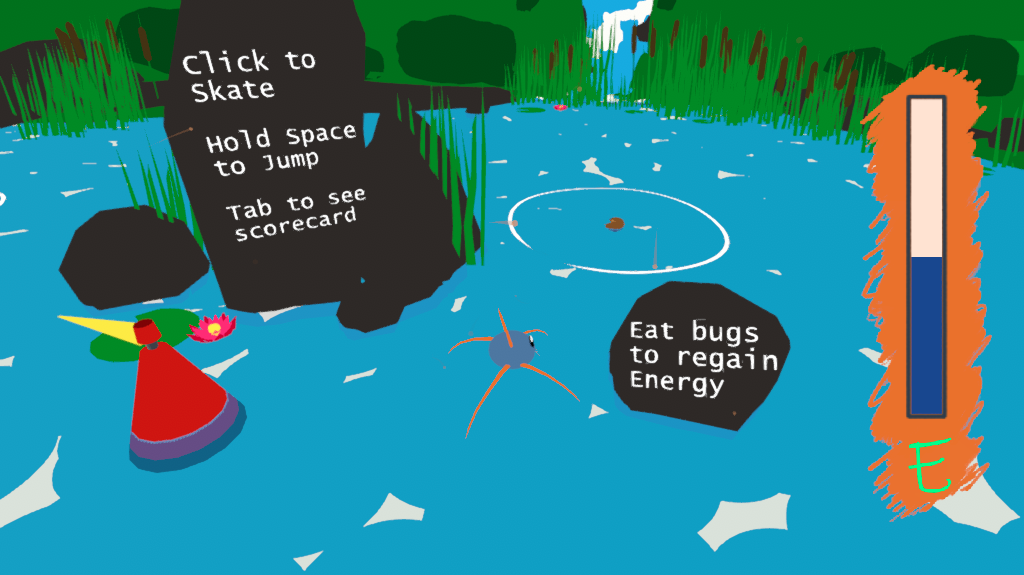 Click to
Skate
Hold Space
to Jump
Tab to see
scorecard
Eat bugs
to regain
Energy
E